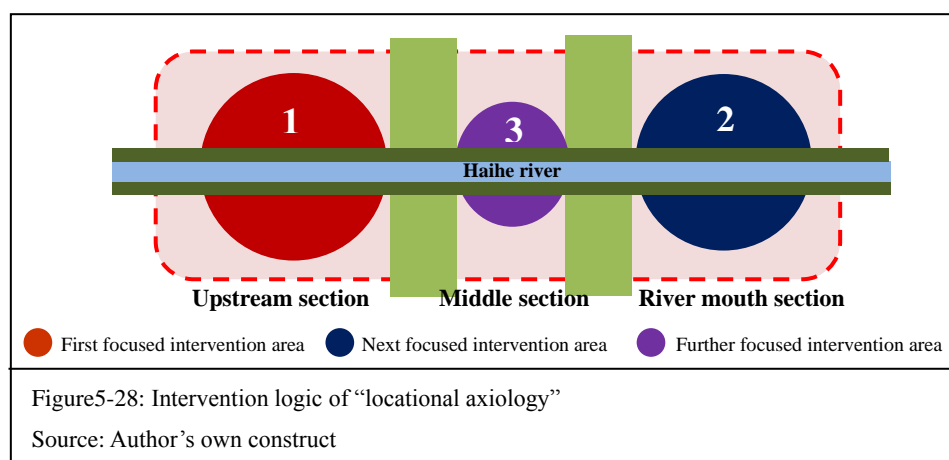 1
3
2
Haihe river
Upstream section
Middle section
River mouth section
First focused intervention area
Next focused intervention area
Further focused intervention area
Figure5-28: Intervention logic of “locational axiology”
Source: Author’s own construct